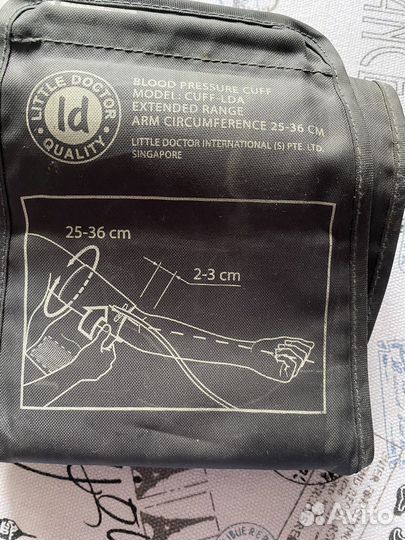 LITTLE DOCTOR
ld
QUALITY
BLOOD PRESSURE CUFF
MODEL: CUFF-LDA
EXTENDED RANGE
ARM CIRCUMFERENCE 25-36 CM
LITTLE DOCTOR INTERNATIONAL (S) PTE. LTD.
SINGAPORE
25-36 cm
2-3 cm
Avito